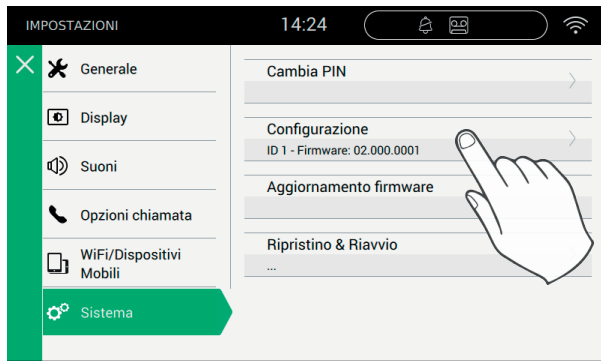 IMPOSTAZIONI
14:24
Generale
Display
Suoni
Opzioni chiamata
WiFi/Dispositivi
Mobili
Sistema
Cambia PIN
Configurazione
ID 1 - Firmware: 02.000.0001
Aggiornamento firmware
Ripristino & Riavvio
...